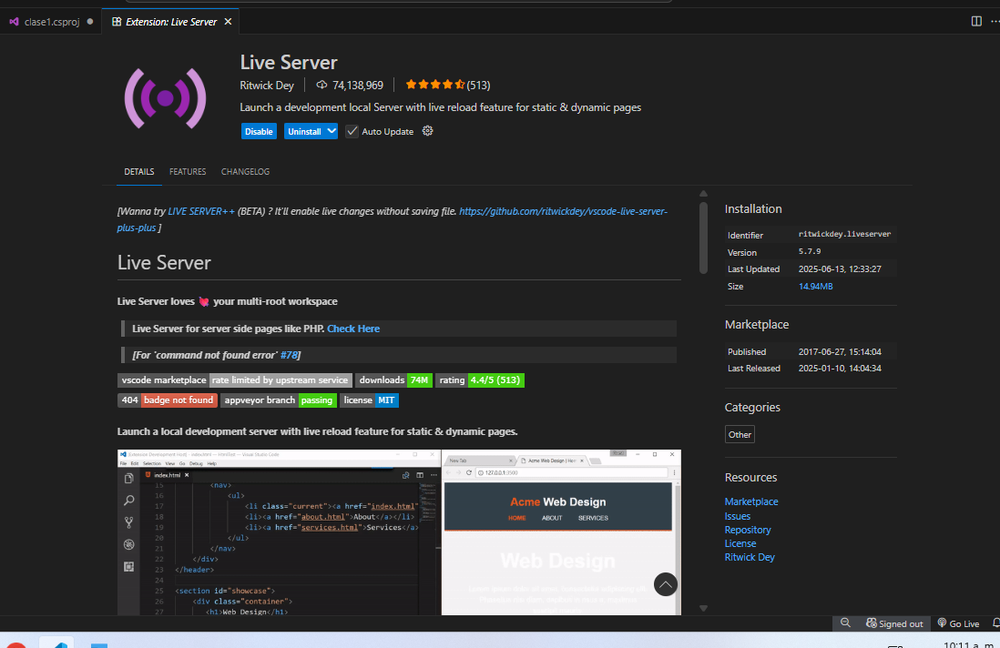 clase1.csproj
Extension: Live Server
Live Server
Ritwick Dey 74,138,969 (513)
Launch a development local Server with live reload feature for static & dynamic pages
Disable Uninstall Auto Update
DETAILS FEATURES CHANGELOG
[Wanna try LIVE SERVER++ (BETA) ? It'll enable live changes without saving file. https://github.com/ritwickdey/vscode-live-server-
plus-plus ]
Live Server
Live Server loves 💘 your multi-root workspace
Live Server for server side pages like PHP. Check Here
[For 'command not found error' #78]
vscode marketplace rate limited by upstream service downloads 74M rating 4.4/5 (513)
404 badge not found appveyor branch passing license MIT
Launch a local development server with live reload feature for static & dynamic pages.
File Edit Selection View Go Debug Help
index.html
15 <nav>
16 <ul>
17 <li class="current"><a href="index.html"
18 <li><a href="about.html">About</a></li>
19 <li><a href="services.html">Services</a>
20 </ul>
21 </nav>
22 </div>
23 </header>
24
25 <section id="showcase">
26 <div class="container">
27 <h1>Web Design</h1>
New Tab
Acme Web Design |
127.0.0.1:3500
Acme Web Design
HOME ABOUT SERVICES
Web Design
Installation
Identifier ritwickdey.liveserver
Version 5.7.9
Last Updated 2025-06-13, 12:33:27
Size 14.94MB
Marketplace
Published 2017-06-27, 15:14:04
Last Released 2025-01-10, 14:04:34
Categories
Other
Resources
Marketplace
Issues
Repository
License
Ritwick Dey
Signed out Go Live
10:11 a. m.